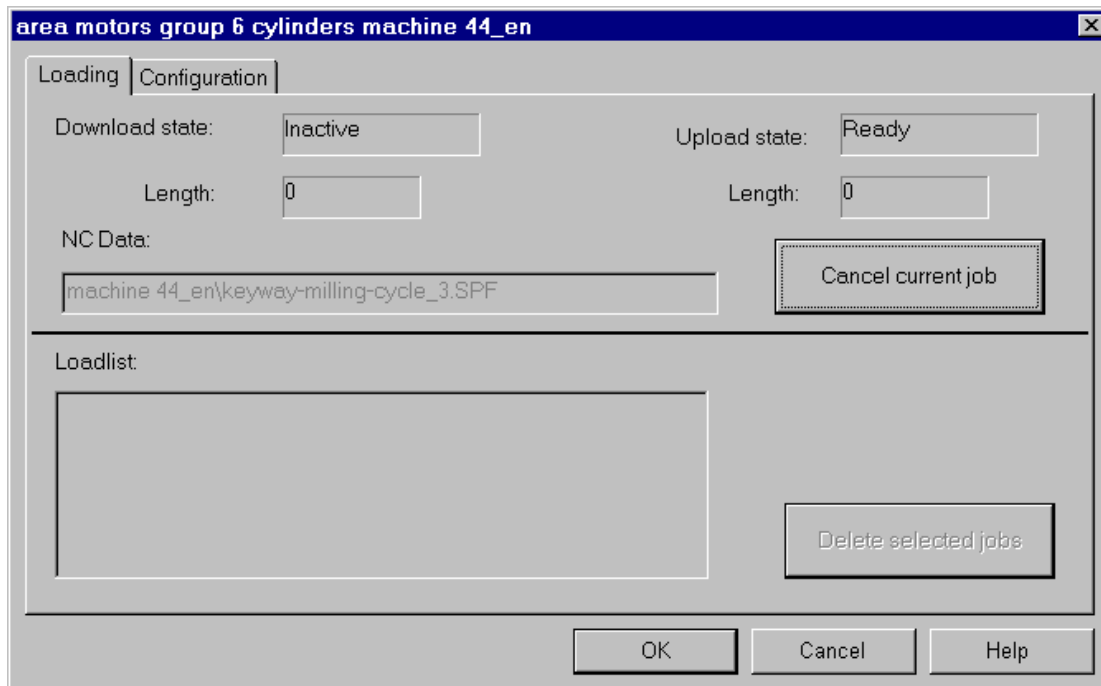 area motors group 6 cylinders machine 44_en
Loading Configuration
Download state: Inactive Upload state: Ready
Length: 0 Length: 0
NC Data:
machine 44_en\keyway-milling-cycle_3.SPF
Cancel current job
Loadlist:
Delete selected jobs
OK Cancel Help